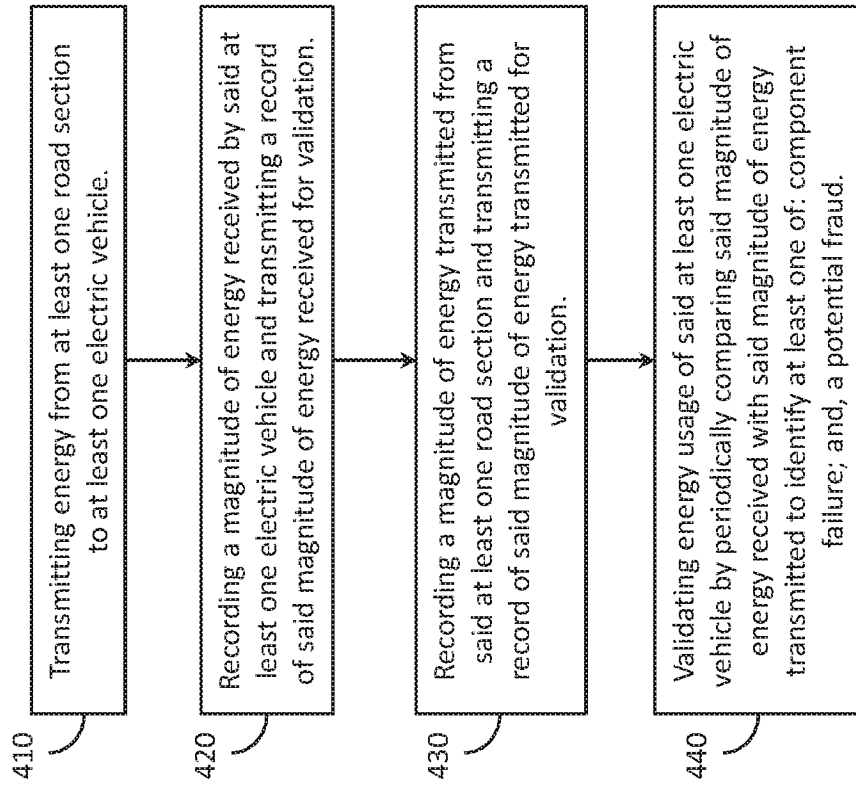 410
Transmitting energy from at least one road section
to at least one electric vehicle.
420
Recording a magnitude of energy received by said at
least one electric vehicle and transmitting a record
of said magnitude of energy received for validation.
430
Recording a magnitude of energy transmitted from
said at least one road section and transmitting a
record of said magnitude of energy transmitted for
validation.
440
Validating energy usage of said at least one electric
vehicle by periodically comparing said magnitude of
energy received with said magnitude of energy
transmitted to identify at least one of: component
failure; and, a potential fraud.